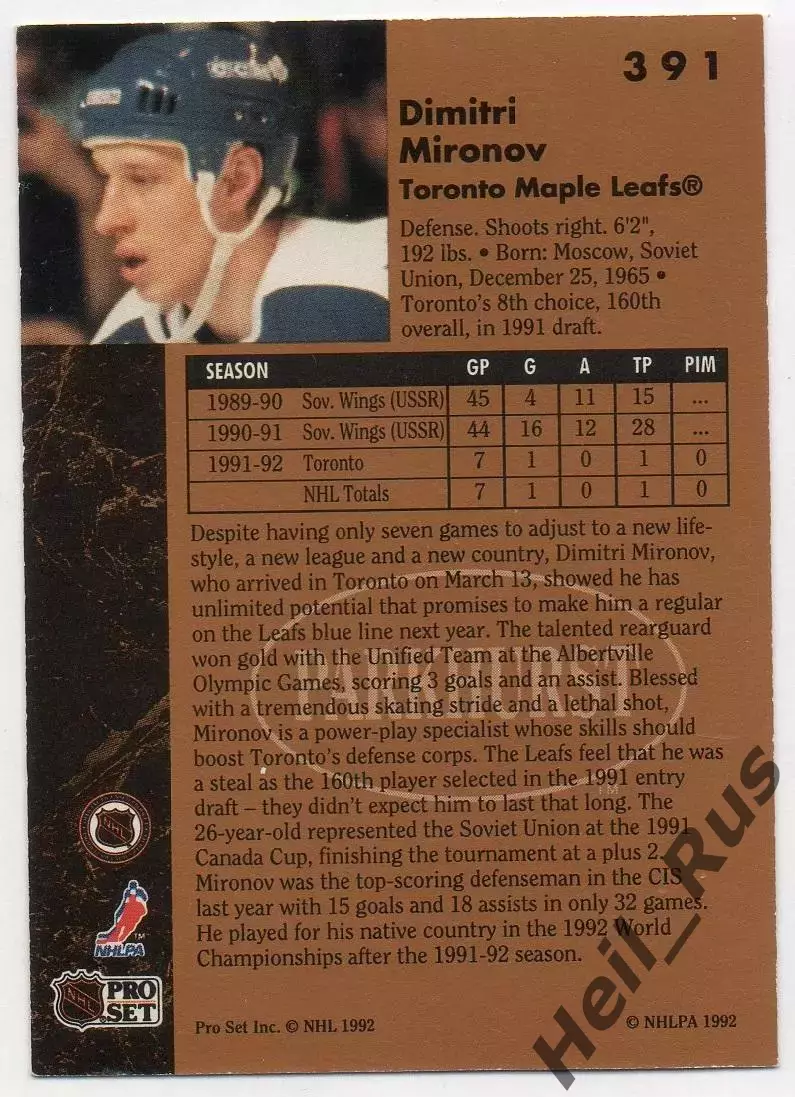 391
Dimitri
Mironov
Toronto Maple Leafs®
Defense. Shoots right. 6'2",
192 lbs. • Born: Moscow, Soviet
Union, December 25, 1965 •
Toronto's 8th choice, 160th
overall, in 1991 draft.
SEASON GP G A TP PIM
1989-90 Sov. Wings (USSR) 45 4 11 15 ...
1990-91 Sov. Wings (USSR) 44 16 12 28 ...
1991-92 Toronto 7 1 0 1 0
NHL Totals 7 1 0 1 0
Despite having only seven games to adjust to a new life-
style, a new league and a new country, Dimitri Mironov,
who arrived in Toronto on March 13, showed he has
unlimited potential that promises to make him a regular
on the Leafs blue line next year. The talented rearguard
won gold with the Unified Team at the Albertville
Olympic Games, scoring 3 goals and an assist. Blessed
with a tremendous skating stride and a lethal shot,
Mironov is a power-play specialist whose skills should
boost Toronto's defense corps. The Leafs feel that he was
a steal as the 160th player selected in the 1991 entry
draft – they didn't expect him to last that long. The
26-year-old represented the Soviet Union at the 1991
Canada Cup, finishing the tournament at a plus 2.
Mironov was the top-scoring defenseman in the CIS
last year with 15 goals and 18 assists in only 32 games.
He played for his native country in the 1992 World
Championships after the 1991-92 season.
PARKHURST
TM
NHL
NHLPA
TM
NHL
PRO
SET
Pro Set Inc. © NHL 1992
© NHLPA 1992
Heil_Rus